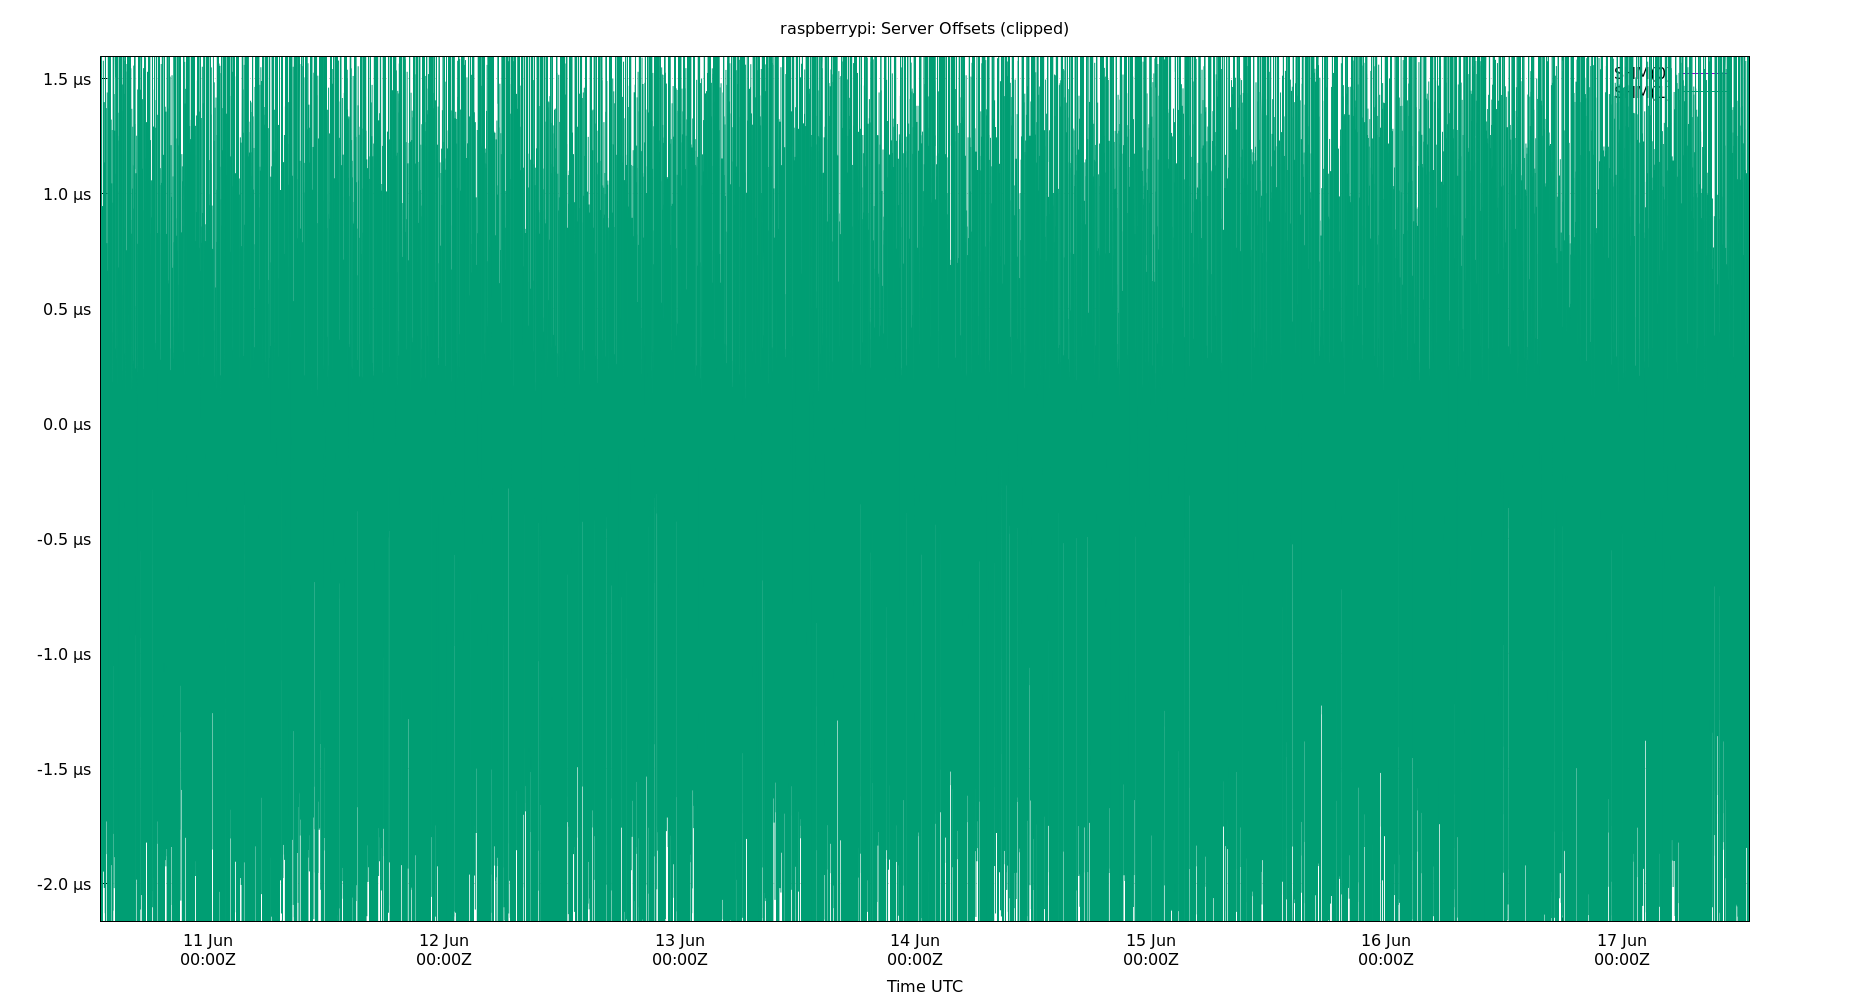 raspberrypi: Server Offsets (clipped)
1.5 µs
1.0 µs
0.5 µs
0.0 µs
-0.5 µs
-1.0 µs
-1.5 µs
-2.0 µs
11 Jun 12 Jun 13 Jun 14 Jun 15 Jun 16 Jun 17 Jun
00:00Z 00:00Z 00:00Z 00:00Z 00:00Z 00:00Z 00:00Z
Time UTC